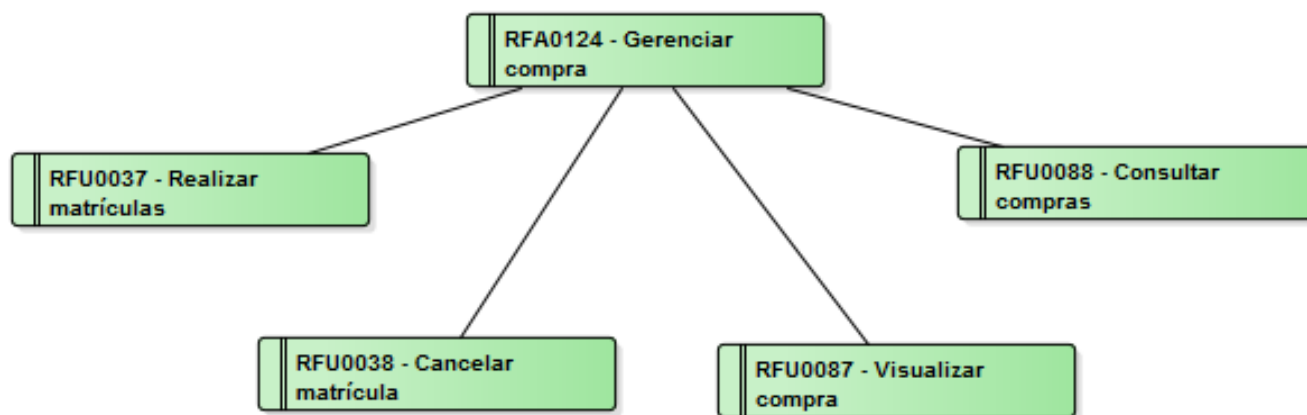 RFA0124 - Gerenciar
compra
RFU0037 - Realizar
matrículas
RFU0088 - Consultar
compras
RFU0038 - Cancelar
matrícula
RFU0087 - Visualizar
compra